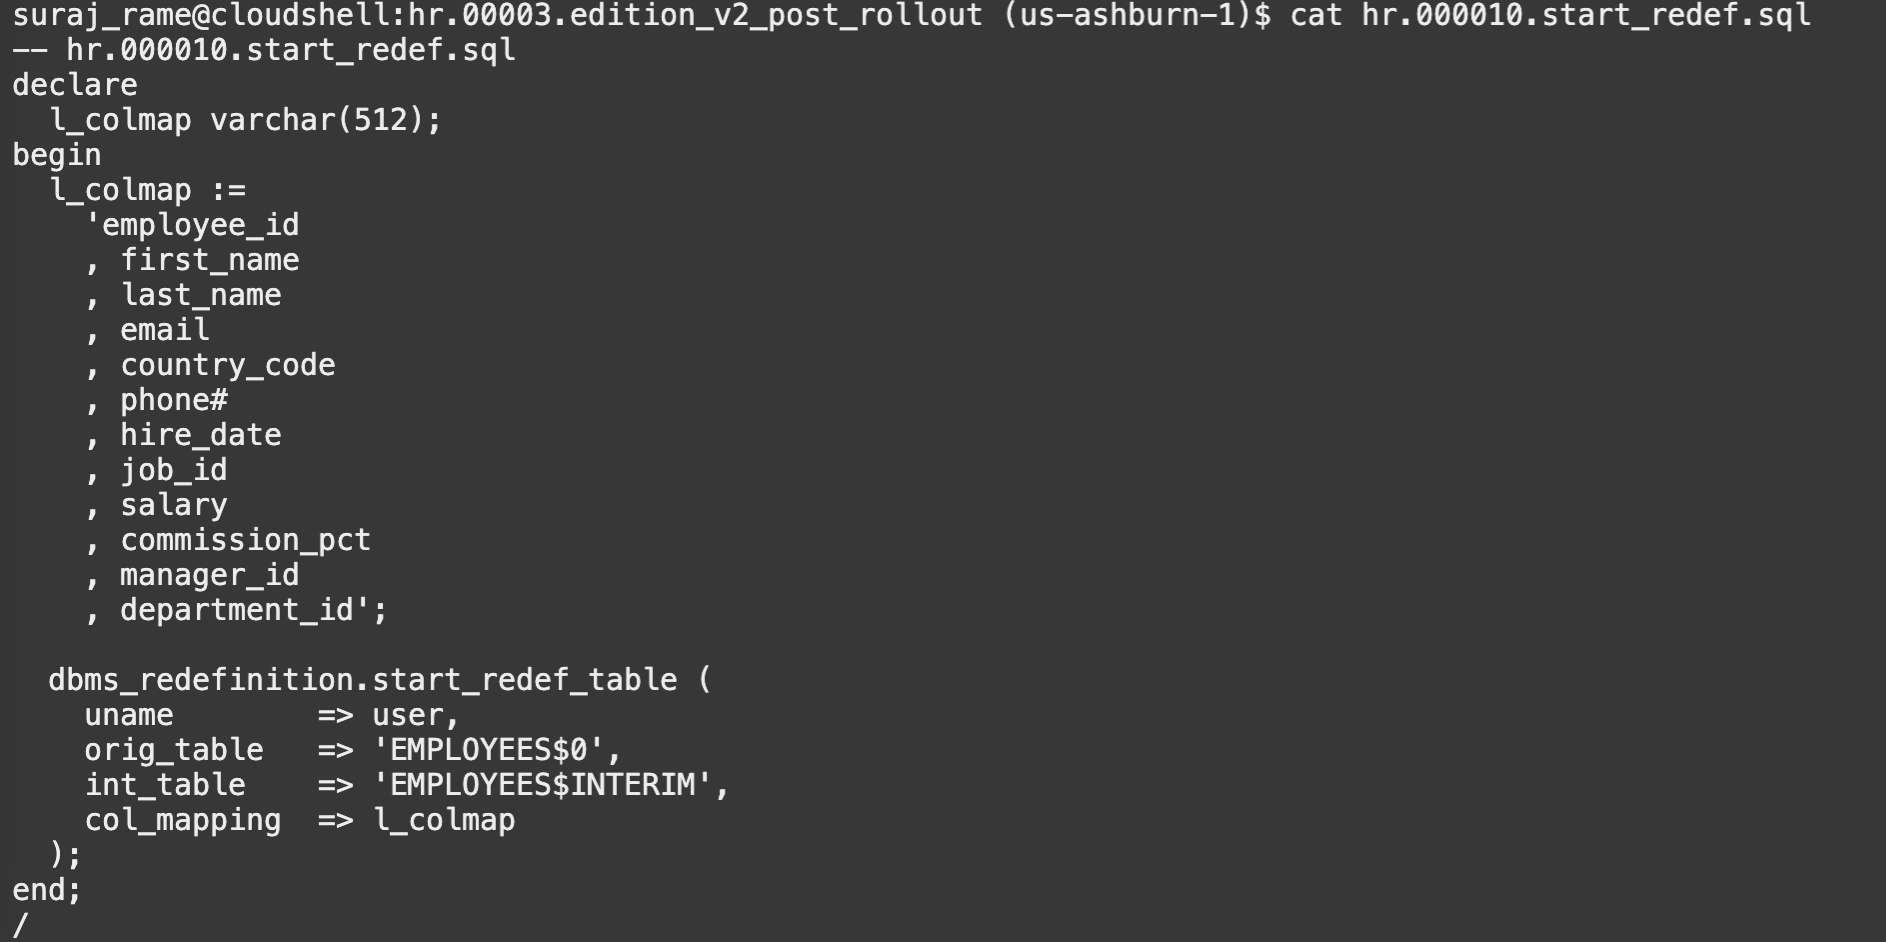 suraj_rame@cloudshell:hr.00003.edition_v2_post_rollout (us-ashburn-1)$ cat hr.000010.start_redef.sql
-- hr.000010.start_redef.sql
declare
  l_colmap varchar(512);
begin
  l_colmap :=
    'employee_id
    , first_name
    , last_name
    , email
    , country_code
    , phone#
    , hire_date
    , job_id
    , salary
    , commission_pct
    , manager_id
    , department_id';

  dbms_redefinition.start_redef_table (
    uname        => user,
    orig_table   => 'EMPLOYEES$0',
    int_table    => 'EMPLOYEES$INTERIM',
    col_mapping  => l_colmap
  );
end;
/